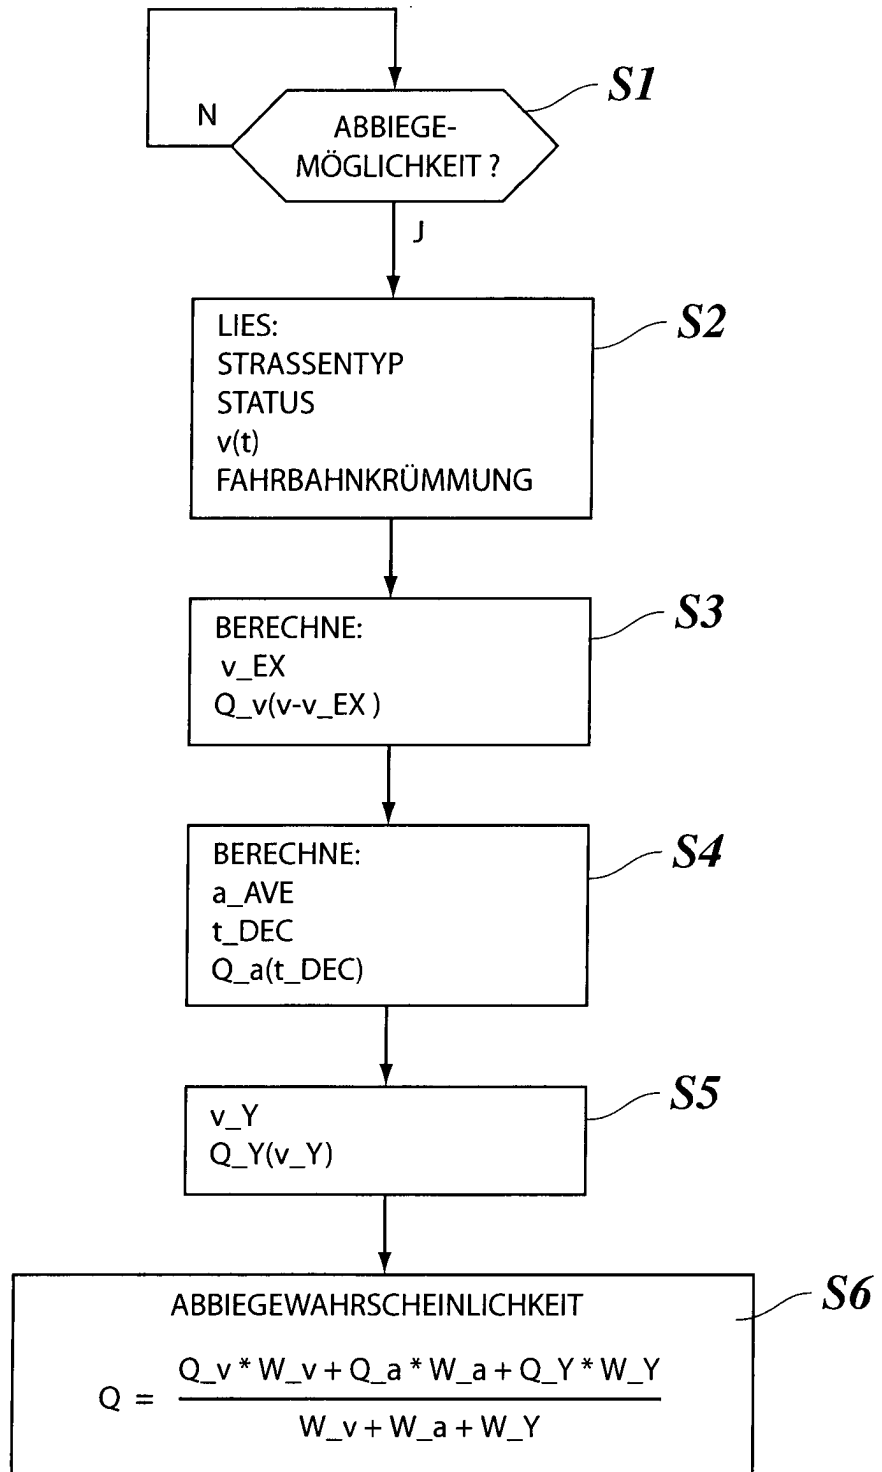 S1
N
ABBIEGE-
MÖGLICHKEIT ?
J
S2
LIES:
STRASSENTYP
STATUS
v(t)
FAHRBAHNKRÜMMUNG
S3
BERECHNE:
v_EX
Q_v(v-v_EX )
S4
BERECHNE:
a_AVE
t_DEC
Q_a(t_DEC)
S5
v_Y
Q_Y(v_Y)
S6
ABBIEGEWAHRSCHEINLICHKEIT
Q_v * W_v + Q_a * W_a + Q_Y * W_Y
Q =
W_v + W_a + W_Y